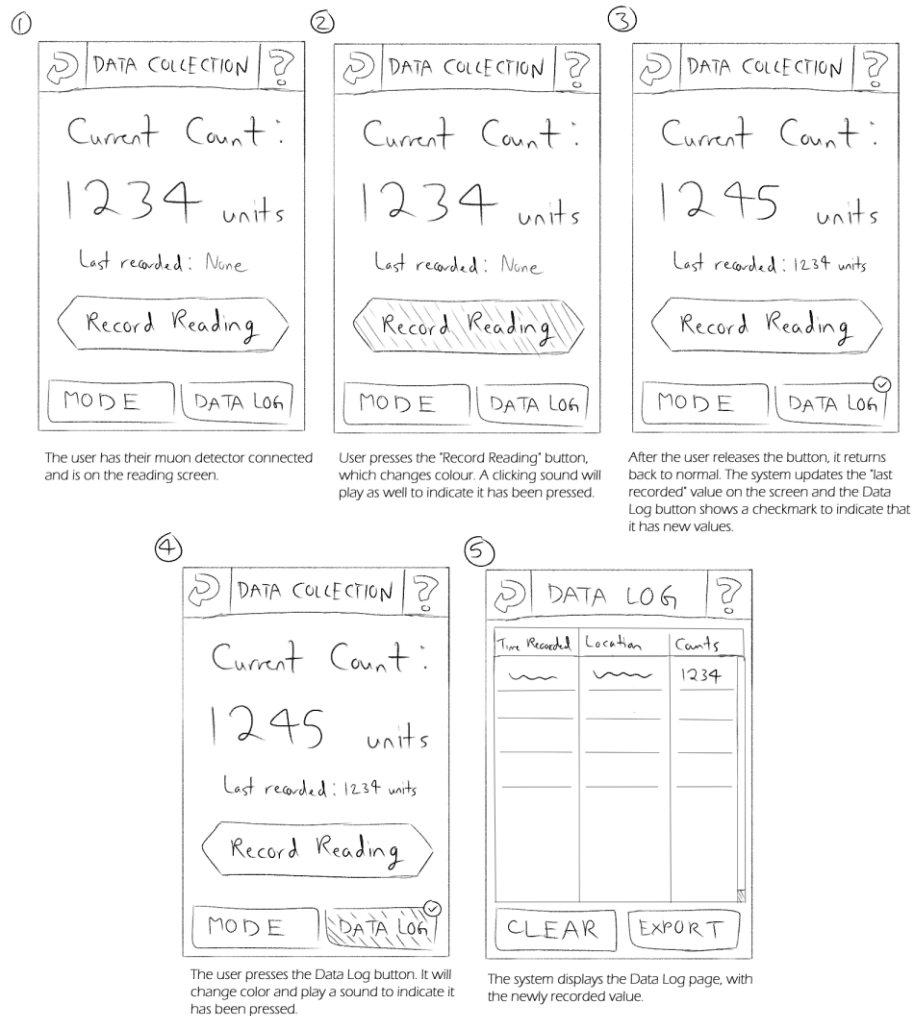 1
2
3
DATA COLLECTION ?
Current Count:
1234 units
Last recorded: None
Record Reading
MODE DATA LOG
The user has their muon detector connected
and is on the reading screen.
DATA COLLECTION ?
Current Count:
1234 units
Last recorded: None
Record Reading
MODE DATA LOG
User presses the "Record Reading" button,
which changes colour. A clicking sound will
play as well to indicate it has been pressed.
DATA COLLECTION ?
Current Count:
1245 units
Last recorded: 1234 units
Record Reading
MODE DATA LOG
After the user releases the button, it returns
back to normal. The system updates the "last
recorded" value on the screen and the Data
Log button shows a checkmark to indicate that
it has new values.
4
DATA COLLECTION ?
Current Count:
1245 units
Last recorded: 1234 units
Record Reading
MODE DATA LOG
The user presses the Data Log button. It will
change color and play a sound to indicate it
has been pressed.
5
DATA LOG ?
Time Recorded Location Counts
1234
CLEAR EXPORT
The system displays the Data Log page, with
the newly recorded value.